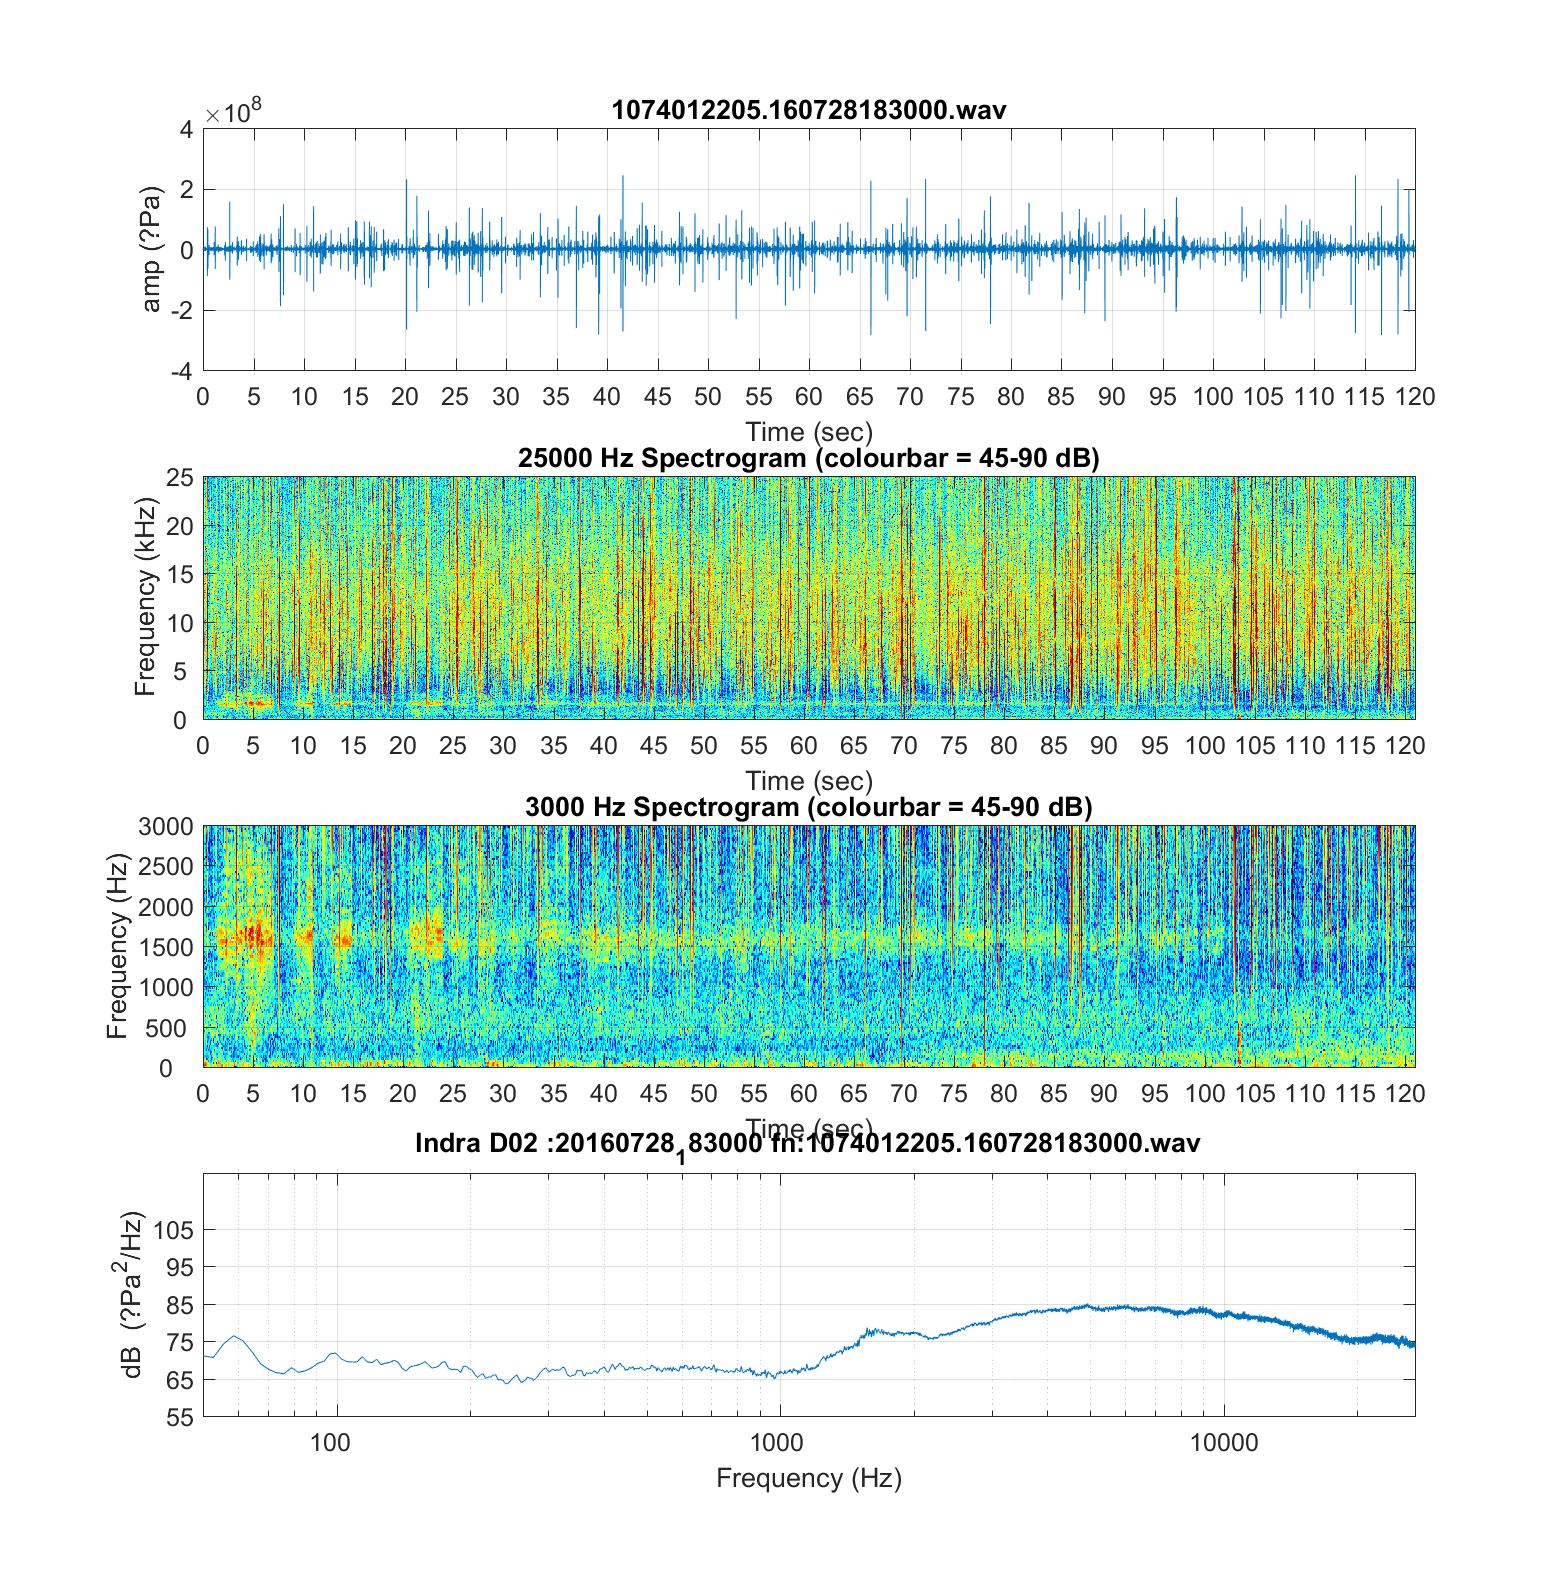 1074012205.160728183000.wav
×10^8
amp (?Pa)
4
2
0
-2
-4
0 5 10 15 20 25 30 35 40 45 50 55 60 65 70 75 80 85 90 95 100 105 110 115 120
Time (sec)
25000 Hz Spectrogram (colourbar = 45-90 dB)
Frequency (kHz)
25
20
15
10
5
0
0 5 10 15 20 25 30 35 40 45 50 55 60 65 70 75 80 85 90 95 100 105 110 115 120
Time (sec)
3000 Hz Spectrogram (colourbar = 45-90 dB)
Frequency (Hz)
3000
2500
2000
1500
1000
500
0
0 5 10 15 20 25 30 35 40 45 50 55 60 65 70 75 80 85 90 95 100 105 110 115 120
Time (sec)
Indra D02 :20160728_183000 fn:1074012205.160728183000.wav
dB (?Pa^2/Hz)
105
95
85
75
65
55
100 1000 10000
Frequency (Hz)